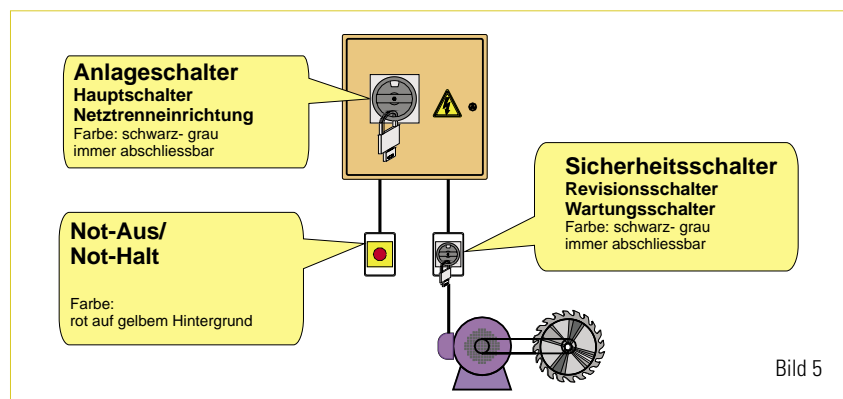 Anlageschalter
Hauptschalter
Netztrenneinrichtung
Farbe: schwarz- grau
immer abschliessbar
Sicherheitsschalter
Revisionsschalter
Wartungsschalter
Farbe: schwarz- grau
immer abschliessbar
Not-Aus/
Not-Halt
Farbe:
rot auf gelbem Hintergrund
Bild 5